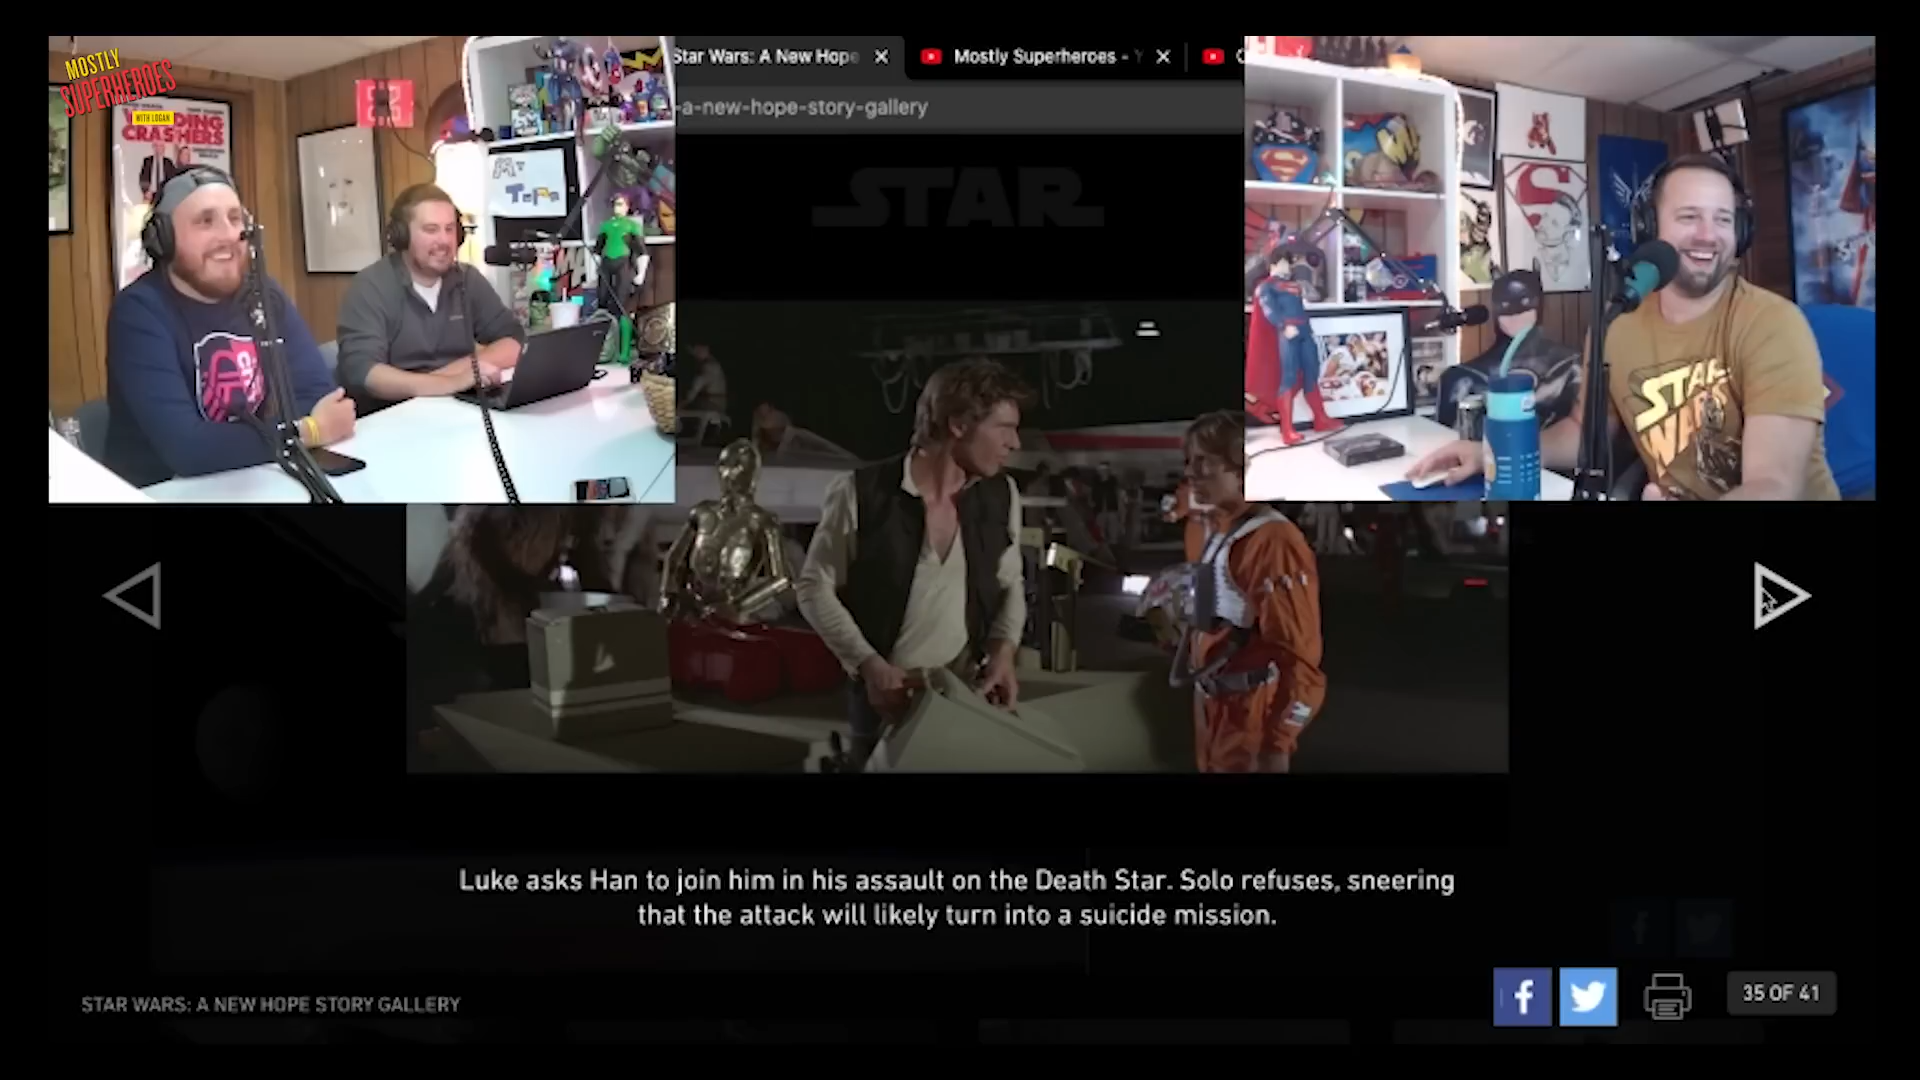 MOSTLY
SUPERHEROES
WITH LOGAN
Star Wars: A New Hope
Mostly Superheroes - Y
-a-new-hope-story-gallery
STAR
CRASHERS
STAR
WARS
Luke asks Han to join him in his assault on the Death Star. Solo refuses, sneering
that the attack will likely turn into a suicide mission.
STAR WARS: A NEW HOPE STORY GALLERY
35 OF 41